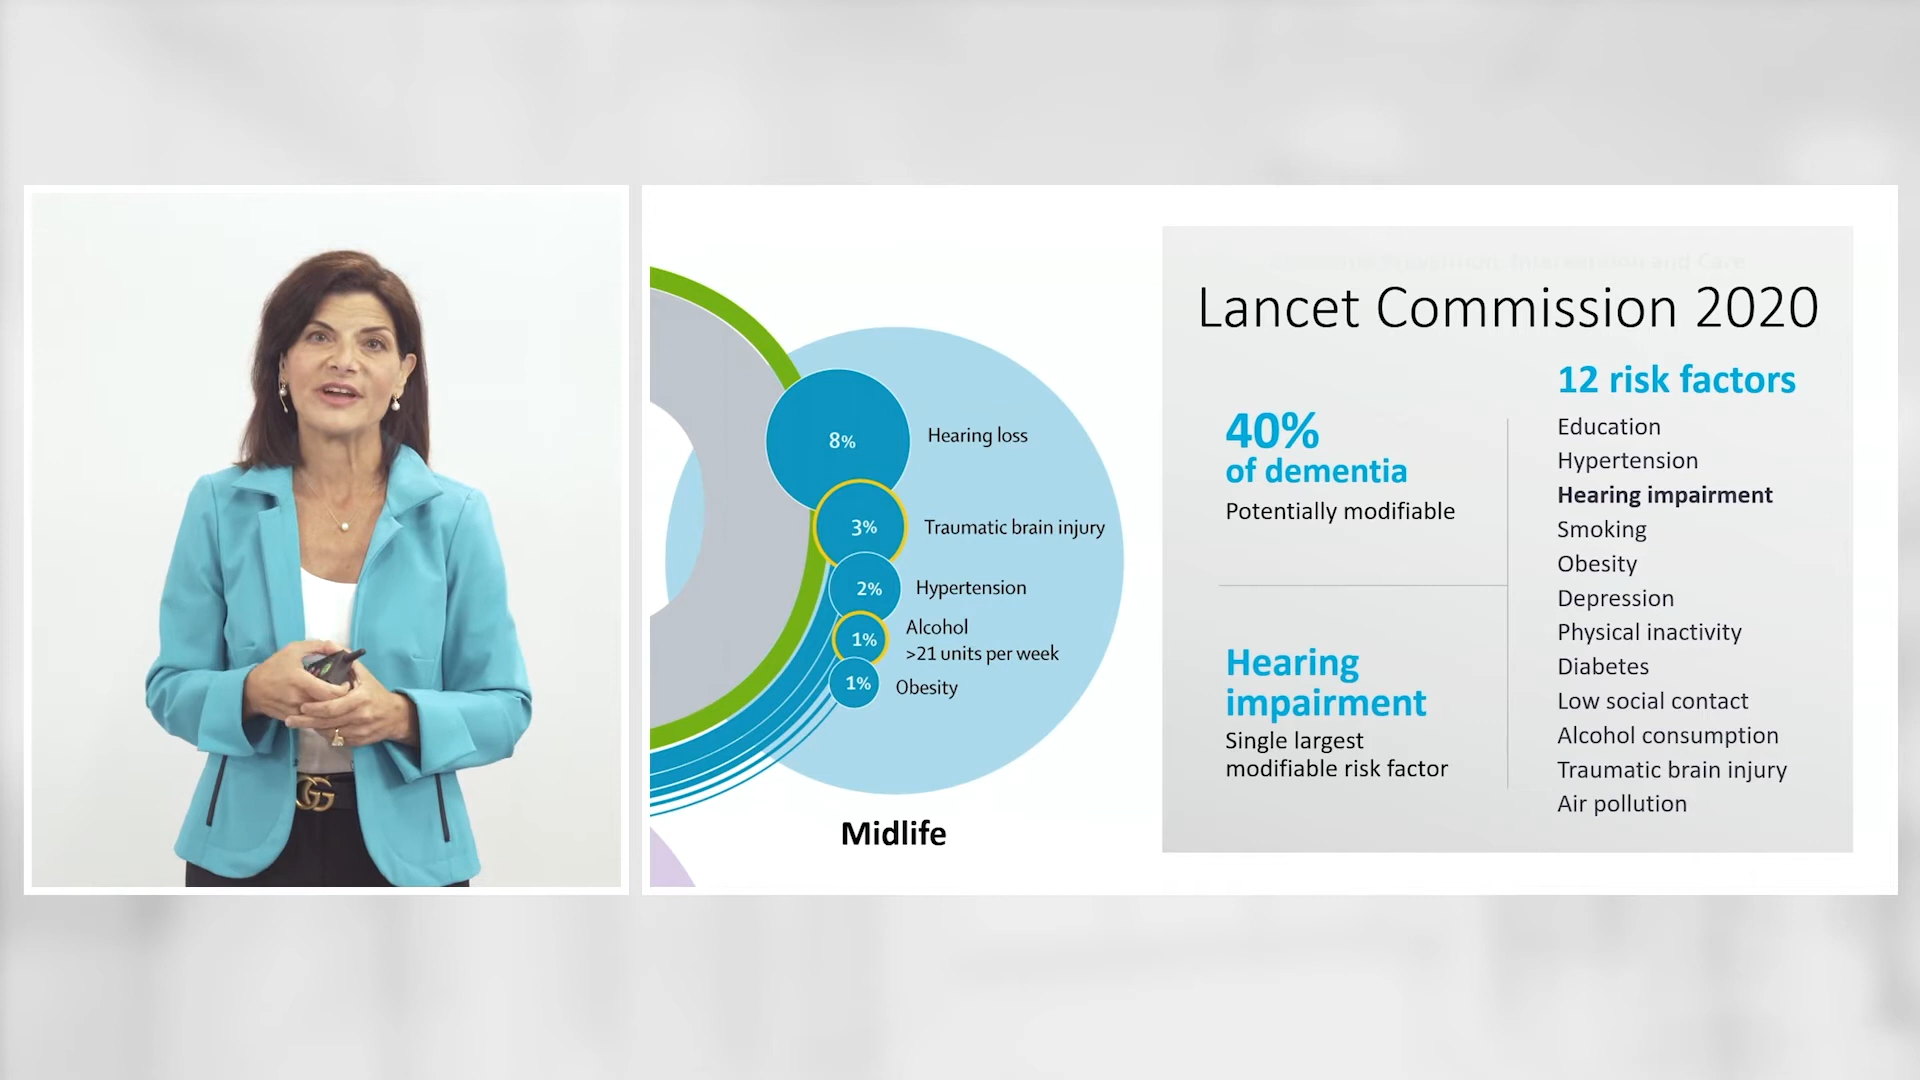 8%
Hearing loss
3%
Traumatic brain injury
2%
Hypertension
1%
Alcohol
>21 units per week
1%
Obesity
Midlife
Lancet Commission 2020
40%
of dementia
Potentially modifiable
Hearing
impairment
Single largest
modifiable risk factor
12 risk factors
Education
Hypertension
Hearing impairment
Smoking
Obesity
Depression
Physical inactivity
Diabetes
Low social contact
Alcohol consumption
Traumatic brain injury
Air pollution